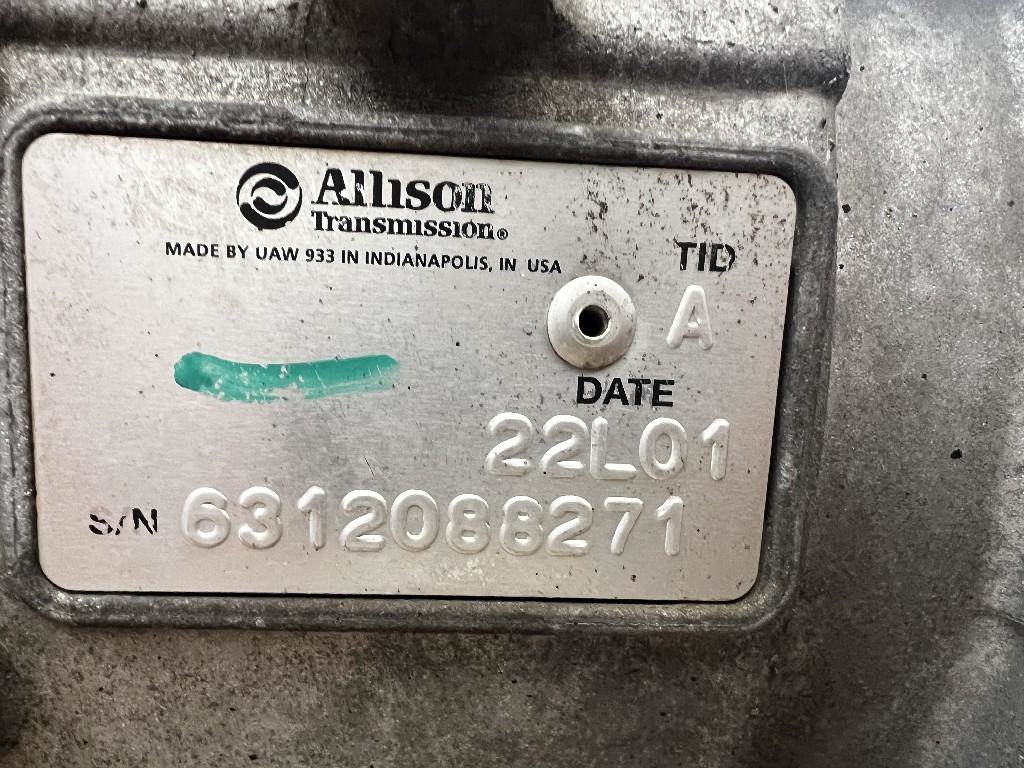 Allison
Transmission®
MADE BY UAW 933 IN INDIANAPOLIS, IN USA
TID
A
DATE
22L01
S/N 6312088271